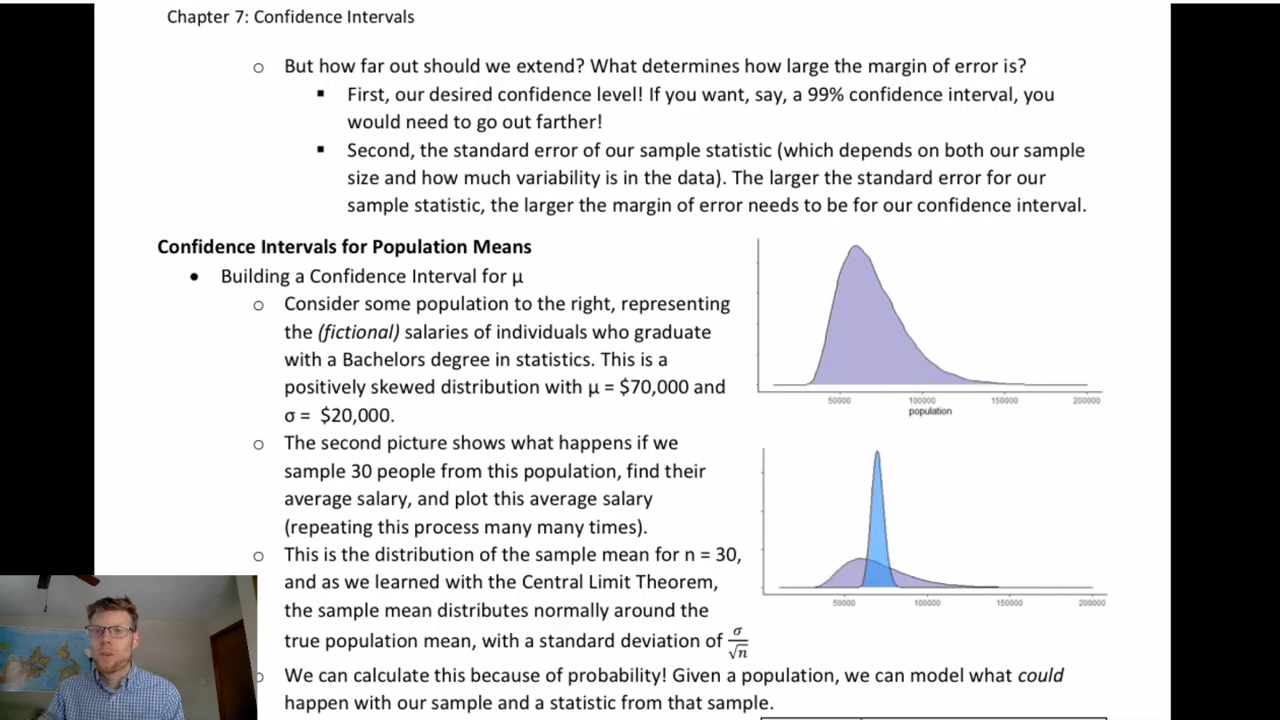 Chapter 7: Confidence Intervals
o But how far out should we extend? What determines how large the margin of error is?
▪ First, our desired confidence level! If you want, say, a 99% confidence interval, you
would need to go out farther!
▪ Second, the standard error of our sample statistic (which depends on both our sample
size and how much variability is in the data). The larger the standard error for our
sample statistic, the larger the margin of error needs to be for our confidence interval.
Confidence Intervals for Population Means
• Building a Confidence Interval for μ
o Consider some population to the right, representing
the (fictional) salaries of individuals who graduate
with a Bachelors degree in statistics. This is a
positively skewed distribution with μ = $70,000 and
σ = $20,000.
o The second picture shows what happens if we
sample 30 people from this population, find their
average salary, and plot this average salary
(repeating this process many many times).
o This is the distribution of the sample mean for n = 30,
and as we learned with the Central Limit Theorem,
the sample mean distributes normally around the
true population mean, with a standard deviation of σ/√n
o We can calculate this because of probability! Given a population, we can model what could
happen with our sample and a statistic from that sample.
50000 100000 150000 200000
population
50000 100000 150000 200000